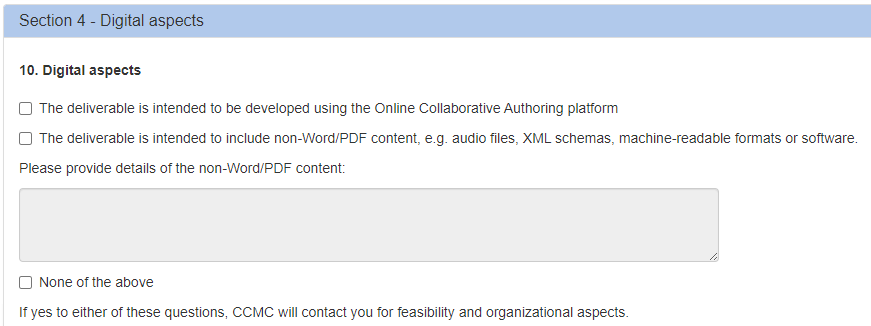 Section 4 - Digital aspects
10. Digital aspects
The deliverable is intended to be developed using the Online Collaborative Authoring platform
The deliverable is intended to include non-Word/PDF content, e.g. audio files, XML schemas, machine-readable formats or software.
Please provide details of the non-Word/PDF content:
None of the above
If yes to either of these questions, CCMC will contact you for feasibility and organizational aspects.